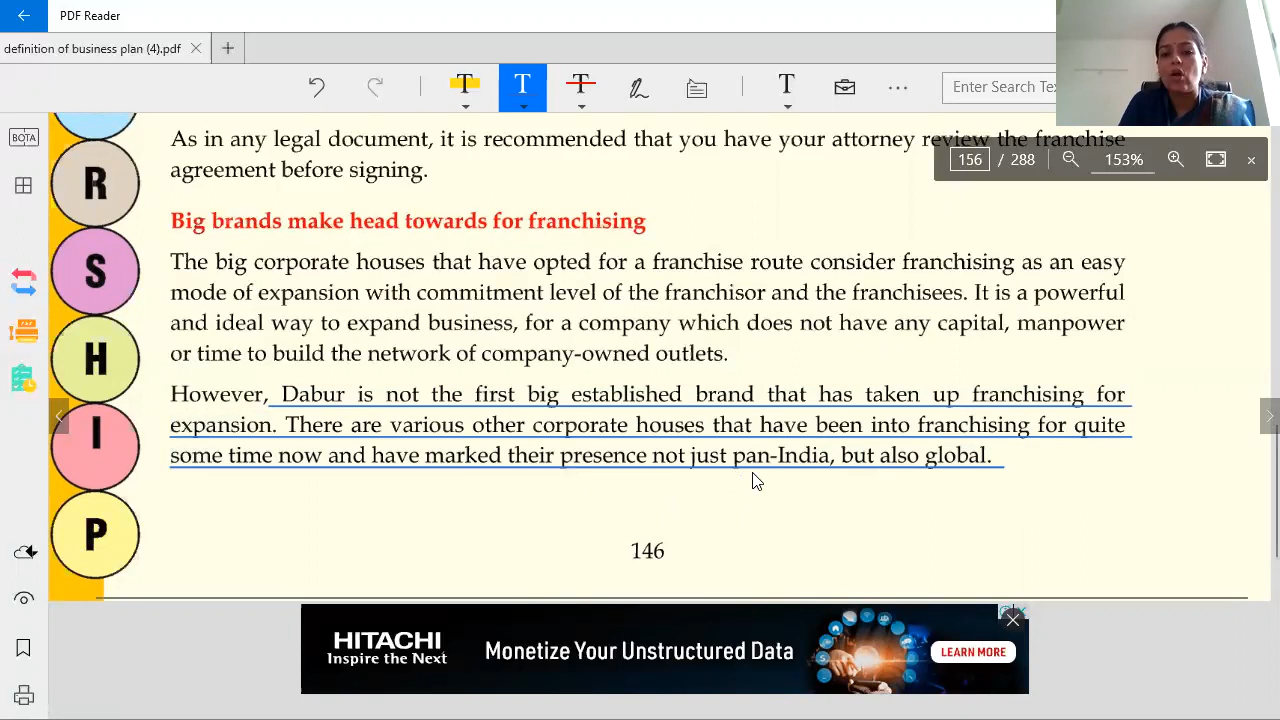 PDF Reader
definition of business plan (4).pdf
T T T T Enter Search Tex
As in any legal document, it is recommended that you have your attorney review the franchise
156 / 288 153%
BOTA
agreement before signing.
R
Big brands make head towards for franchising
S
The big corporate houses that have opted for a franchise route consider franchising as an easy
mode of expansion with commitment level of the franchisor and the franchisees. It is a powerful
and ideal way to expand business, for a company which does not have any capital, manpower
or time to build the network of company-owned outlets.
H
However, Dabur is not the first big established brand that has taken up franchising for
expansion. There are various other corporate houses that have been into franchising for quite
some time now and have marked their presence not just pan-India, but also global.
I
P
146
HITACHI
Inspire the Next
Monetize Your Unstructured Data
LEARN MORE